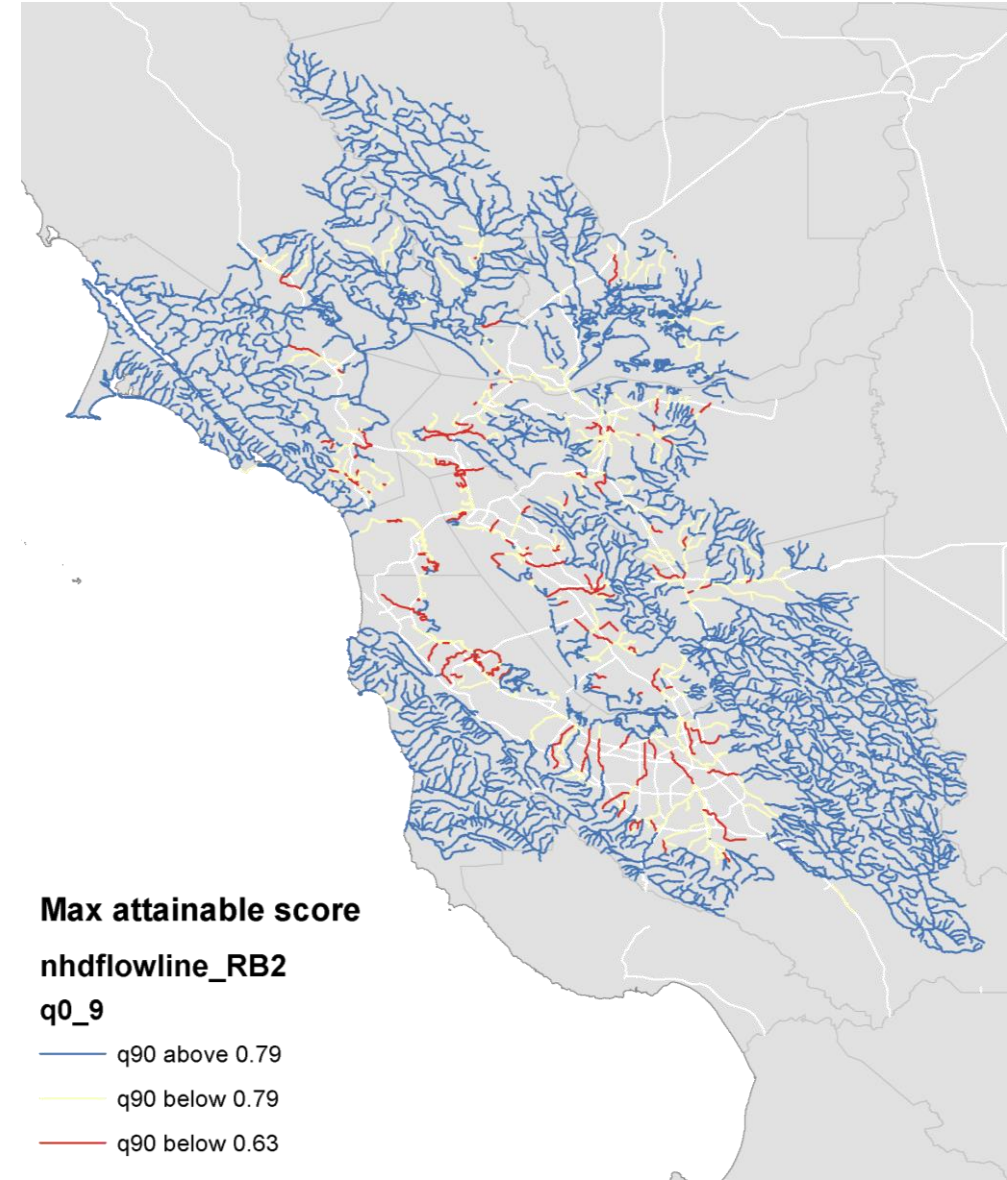 Max attainable score
nhdflowline_RB2
q0_9
q90 above 0.79
q90 below 0.79
q90 below 0.63